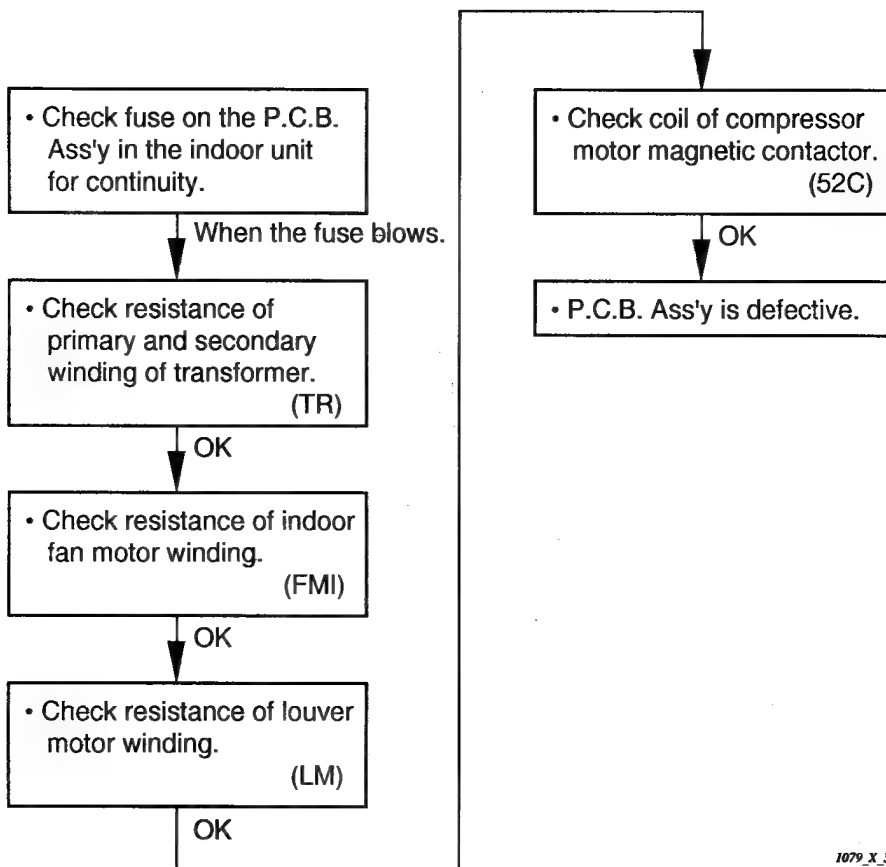 • Check fuse on the P.C.B.
Ass'y in the indoor unit
for continuity.
When the fuse blows.
• Check resistance of
primary and secondary
winding of transformer.
(TR)
OK
• Check resistance of indoor
fan motor winding.
(FMI)
OK
• Check resistance of louver
motor winding.
(LM)
OK
• Check coil of compressor
motor magnetic contactor.
(52C)
OK
• P.C.B. Ass'y is defective.